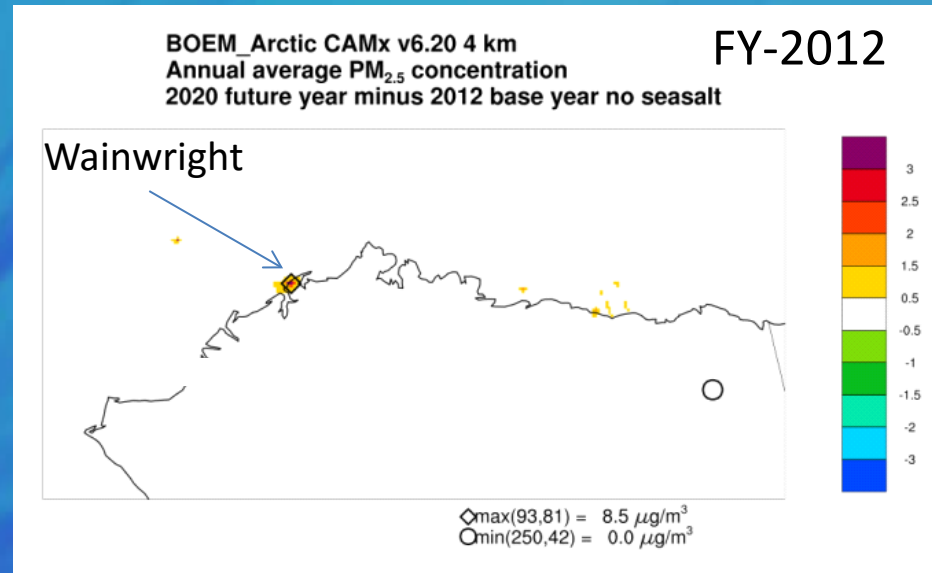 BOEM_Arctic CAMx v6.20 4 km
Annual average PM2.5 concentration
2020 future year minus 2012 base year no seasalt
FY-2012
Wainwright
3
2.5
2
1.5
0.5
-0.5
-1
-1.5
-2
-3
max(93,81) = 8.5 μg/m³
min(250,42) = 0.0 μg/m³